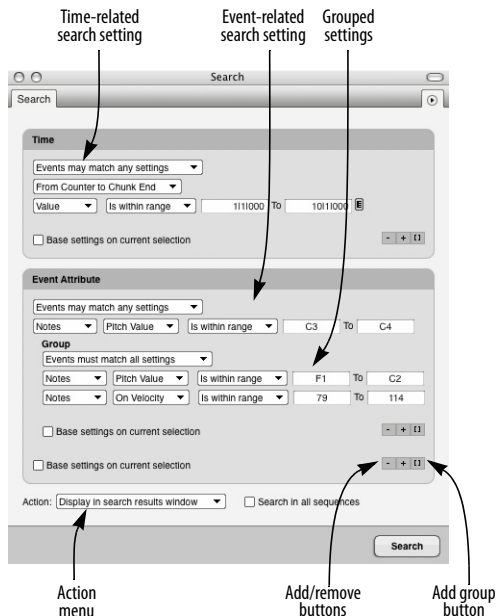 Time-related
search setting
Event-related
search setting
Grouped
settings
Search
Search
Time
Events may match any settings
From Counter to Chunk End
Value Is within range 1|1|000 To 10|1|000 E
Base settings on current selection - + []
Event Attribute
Events may match any settings
Notes Pitch Value Is within range C3 To C4
Group
Events must match all settings
Notes Pitch Value Is within range F1 To C2
Notes On Velocity Is within range 79 To 114
Base settings on current selection - + []
Base settings on current selection - + []
Action: Display in search results window Search in all sequences
Search
Action
menu
Add/remove
buttons
Add group
button